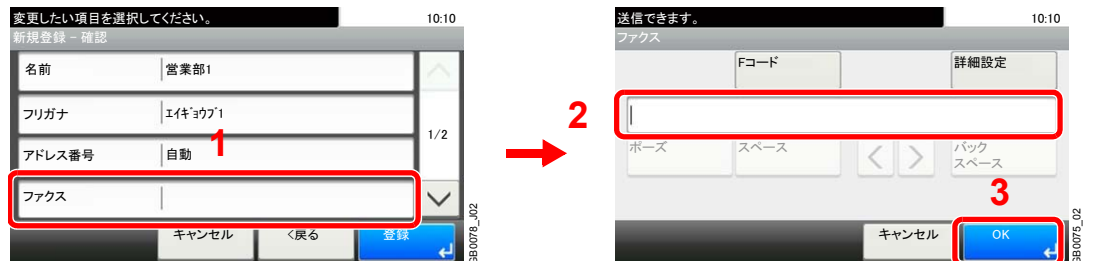 変更したい項目を選択してください。 10:10
新規登録 - 確認
名前 営業部1
フリガナ ｴｲｷﾞｮｳﾌﾞ1
1
1/2
アドレス番号 自動
ファクス
キャンセル <戻る 登録
GB0078_J02
送信できます。 10:10
ファクス
Fコード 詳細設定
2
ポーズ スペース < > バック
スペース
3
キャンセル OK
GB0075_02